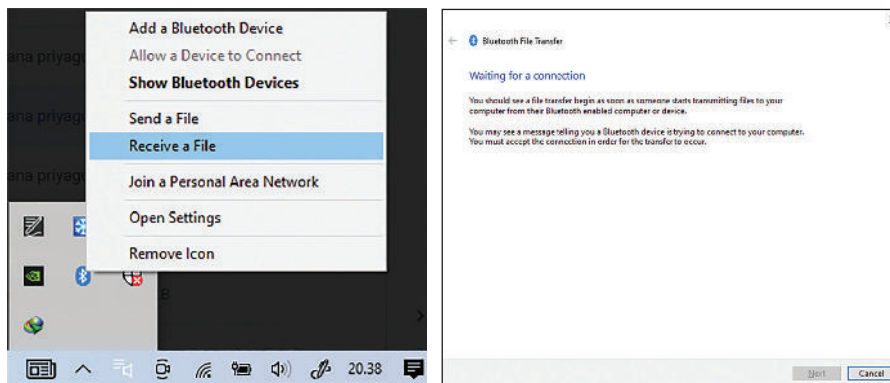 Add a Bluetooth Device
Allow a Device to Connect
Show Bluetooth Devices
Send a File
Receive a File
Join a Personal Area Network
Open Settings
Remove Icon
20.38
Bluetooth File Transfer
Waiting for a connection
You should see a file transfer begin as soon as someone starts transmitting files to your
computer from their Bluetooth enabled computer or device.
You may see a message telling you a Bluetooth device is trying to connect to your computer.
You must accept the connection in order for the transfer to occur.
Next
Cancel